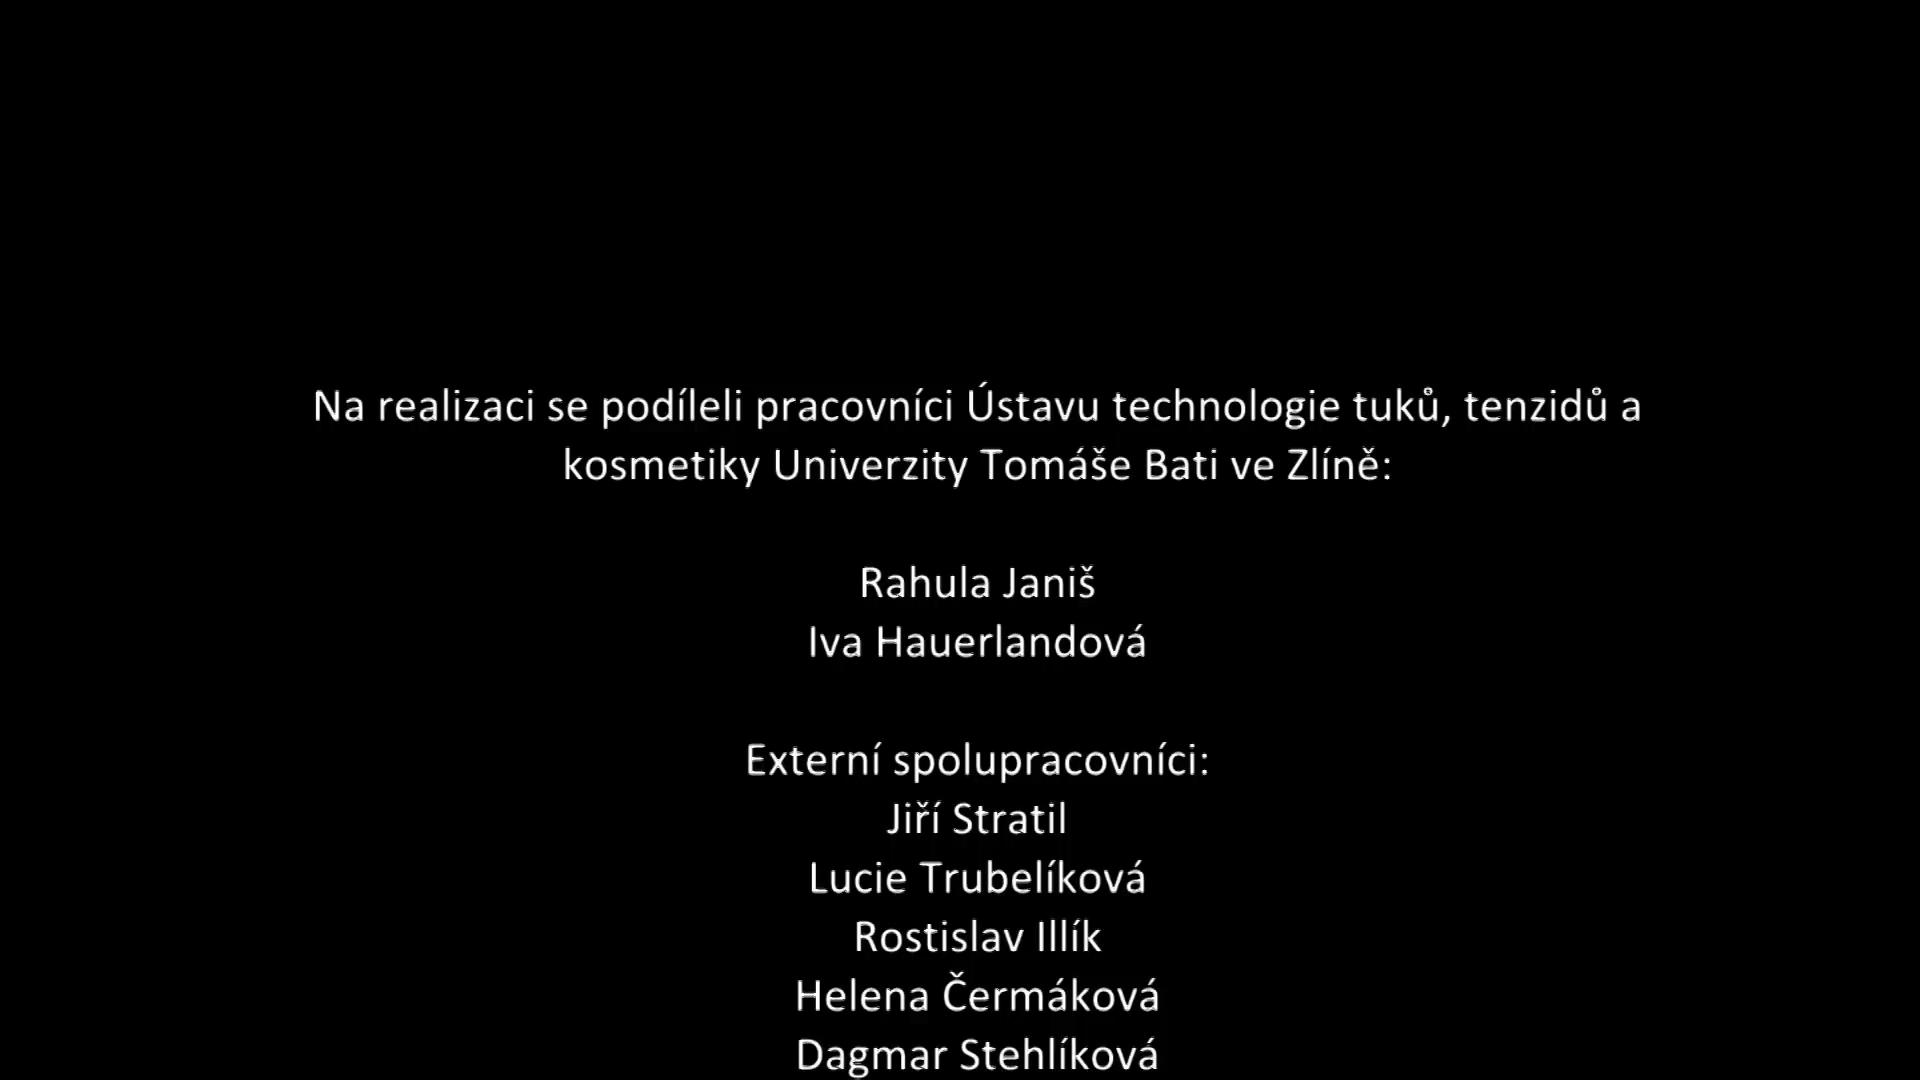 Na realizaci se podíleli pracovníci Ústavu technologie tuků, tenzidů a
kosmetiky Univerzity Tomáše Bati ve Zlíně:
Rahula Janiš
Iva Hauerlandová
Externí spolupracovníci:
Jiří Stratil
Lucie Trubelíková
Rostislav Illík
Helena Čermáková
Dagmar Stehlíková